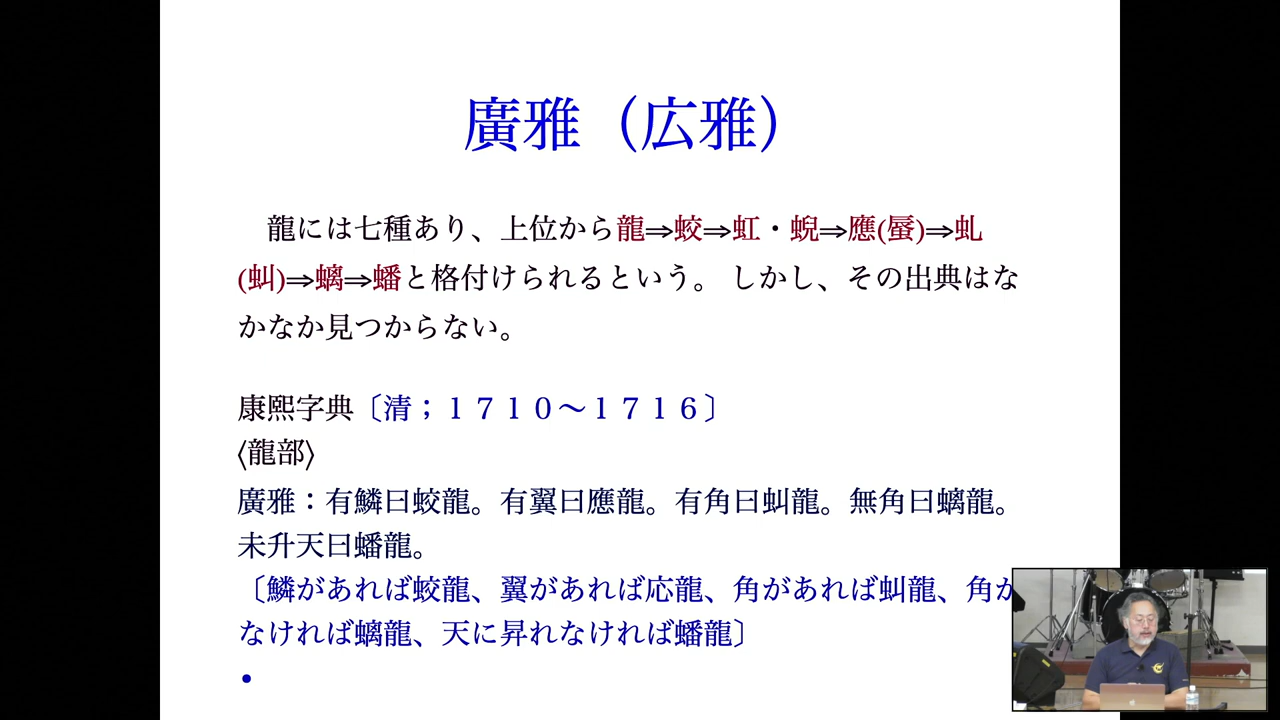 廣雅（広雅）
龍には七種あり、上位から龍⇒蛟⇒虹・蜺⇒應(蜃)⇒虬
(虯)⇒螭⇒蟠と格付けられるという。 しかし、その出典はな
かなか見つからない。
康熙字典〔清；１７１０～１７１６〕
〈龍部〉
廣雅：有鱗曰蛟龍。有翼曰應龍。有角曰虯龍。無角曰螭龍。
未升天曰蟠龍。
〔鱗があれば蛟龍、翼があれば応龍、角があれば虯龍、角が
なければ螭龍、天に昇れなければ蟠龍〕